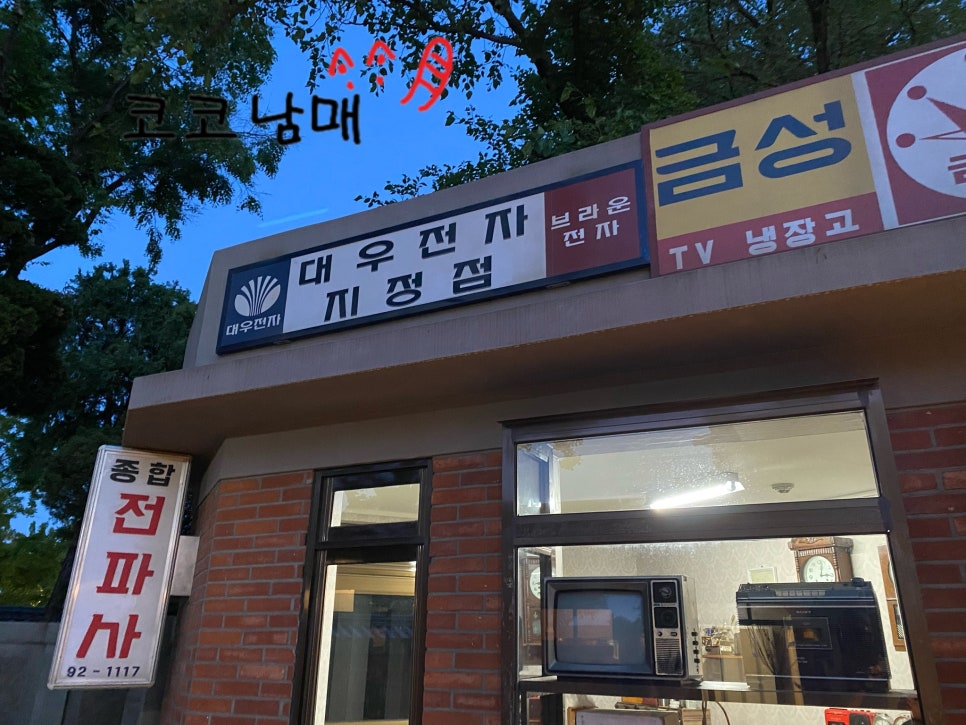 코코남매
금성
TV 냉장고
대우전자
지정점
브라운
전자
대우전자
종합
전파사
92-1117